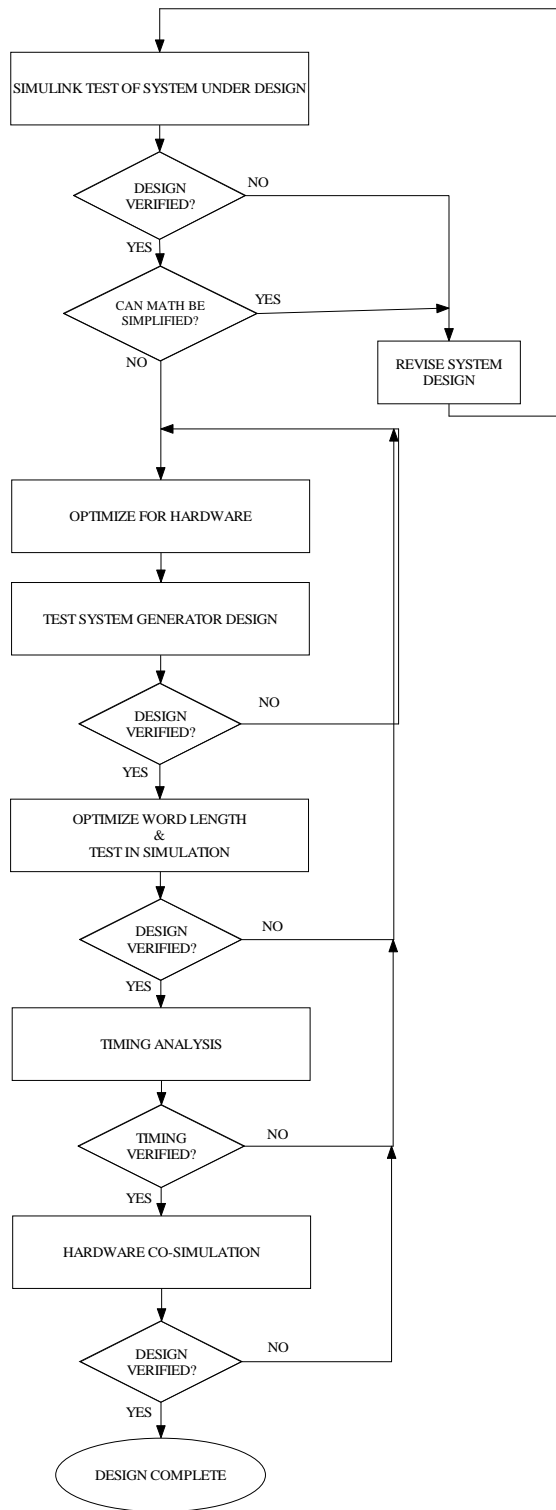 SIMULINK TEST OF SYSTEM UNDER DESIGN
DESIGN
VERIFIED?
NO
YES
CAN MATH BE
SIMPLIFIED?
YES
NO
REVISE SYSTEM
DESIGN
OPTIMIZE FOR HARDWARE
TEST SYSTEM GENERATOR DESIGN
DESIGN
VERIFIED?
NO
YES
OPTIMIZE WORD LENGTH
&
TEST IN SIMULATION
DESIGN
VERIFIED?
NO
YES
TIMING ANALYSIS
TIMING
VERIFIED?
NO
YES
HARDWARE CO-SIMULATION
DESIGN
VERIFIED?
NO
YES
DESIGN COMPLETE